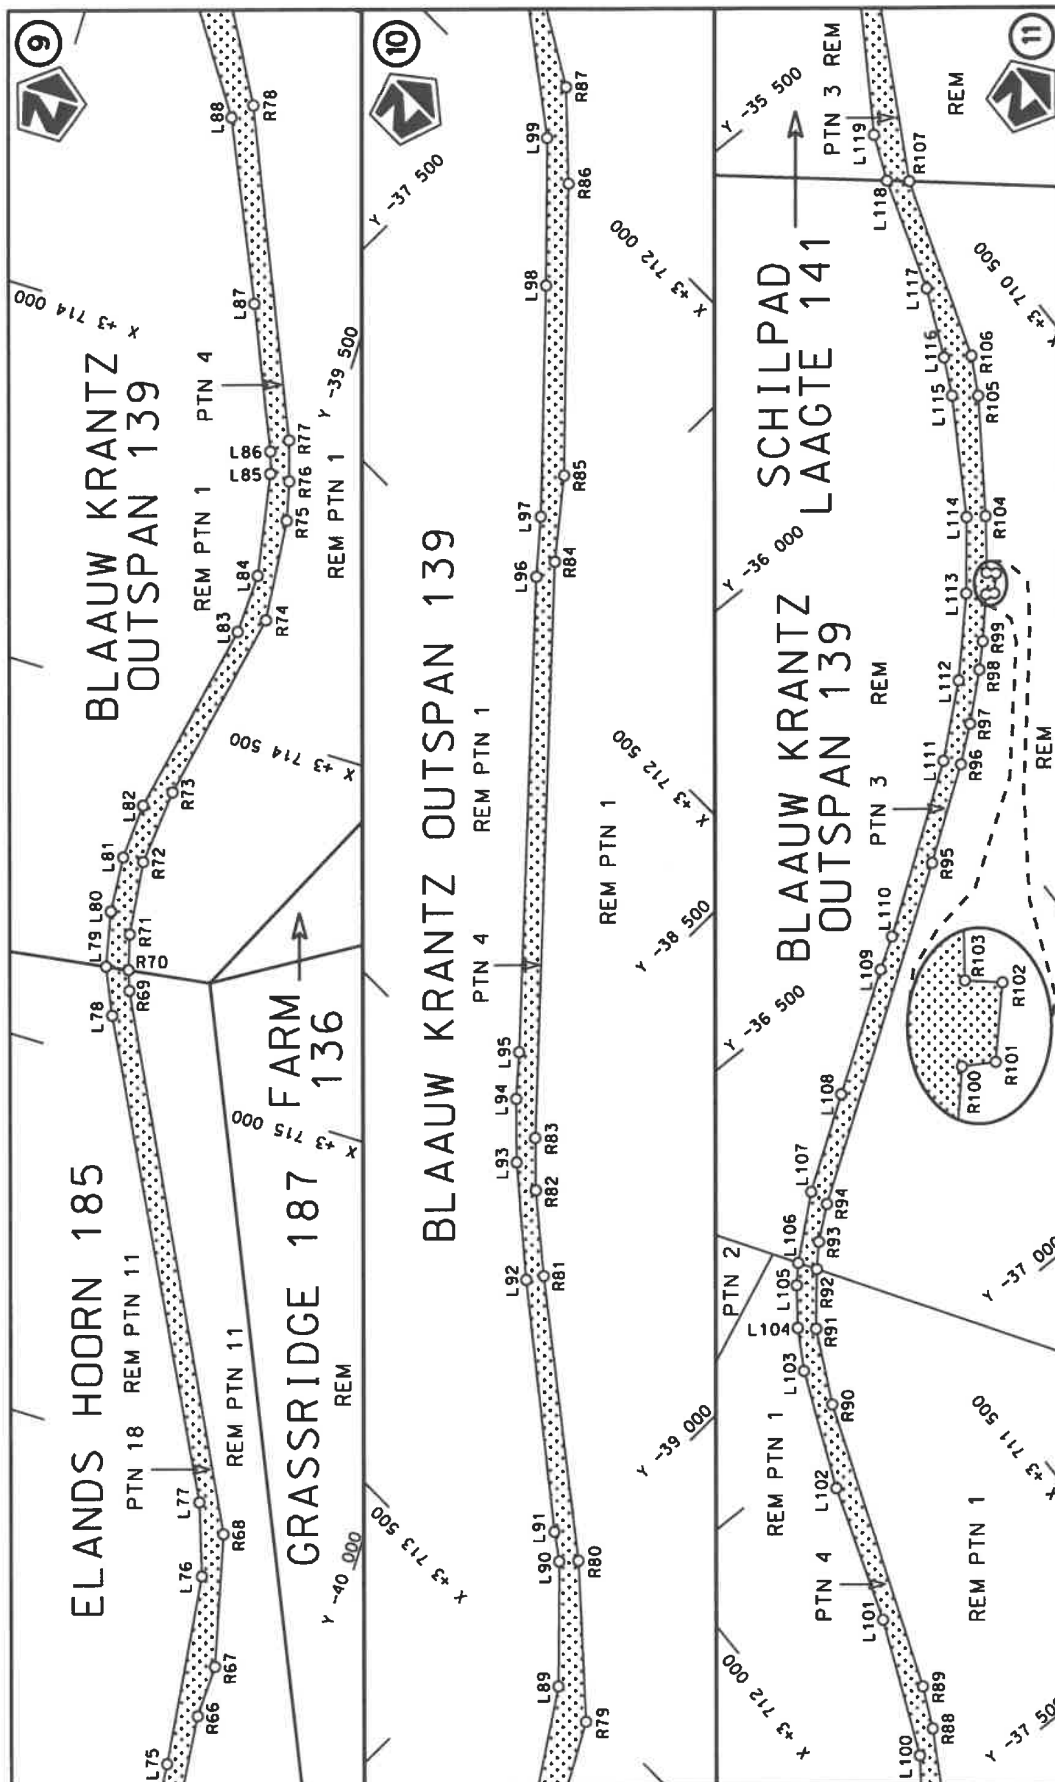 9
N
ELANDS HOORN 185
PTN 18
REM PTN 11
REM PTN 11
GRASSRIDGE 187
REM
FARM
136
BLAAUW KRANTZ
OUTSPAN 139
REM PTN 1
PTN 4
REM PTN 1
L75
L76
L77
L78
L79
L80
L81
L82
L83
L84
L85
L86
L87
L88
R66
R67
R68
R69
R70
R71
R72
R73
R74
R75
R76
R77
R78
Y -40 000
X +3 715 000
X +3 714 500
Y -39 500
X +3 714 000
10
N
BLAAUW KRANTZ OUTSPAN 139
PTN 4
REM PTN 1
REM PTN 1
L89
L90
L91
L92
L93
L94
L95
L96
L97
L98
L99
R79
R80
R81
R82
R83
R84
R85
R86
R87
X +3 713 500
Y -39 000
Y -38 500
X +3 712 500
X +3 712 000
Y -37 500
11
N
PTN 4
REM PTN 1
REM PTN 1
PTN 2
BLAAUW KRANTZ
OUTSPAN 139
PTN 3
REM
REM
SCHILPAD
LAAGTE 141
PTN 3
REM
REM
L100
L101
L102
L103
L104
L105
L106
L107
L108
L109
L110
L111
L112
L113
L114
L115
L116
L117
L118
L119
R88
R89
R90
R91
R92
R93
R94
R95
R96
R97
R98
R99
R100
R101
R102
R103
R104
R105
R106
R107
X +3 712 000
Y -37 500
X +3 711 500
Y -37 000
Y -36 500
Y -36 000
X +3 710 500
Y -35 500